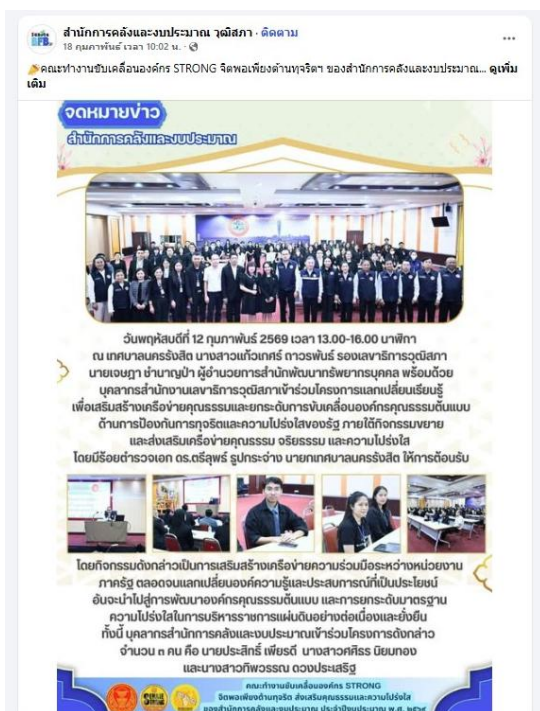 สำนักการคลังและงบประมาณ วุฒิสภา · ติดตาม
18 กุมภาพันธ์ เวลา 10:02 น. ·
คณะทำงานขับเคลื่อนองค์กร STRONG จิตพอเพียงต้านทุจริตฯ ของสำนักการคลังและงบประมาณ... ดูเพิ่มเติม
จดหมายข่าว
สำนักการคลังและงบประมาณ
วันพฤหัสบดีที่ 12 กุมภาพันธ์ 2569 เวลา 13.00-16.00 นาฬิกา
ณ เทศบาลนครรังสิต นางสาวแก้วเกศร์ ถาวรพันธ์ รองเลขาธิการวุฒิสภา
นายเจษฎา ชำนาญป่า ผู้อำนวยการสำนักพัฒนาทรัพยากรบุคคล พร้อมด้วย
บุคลากรสำนักงานเลขาธิการวุฒิสภาเข้าร่วมโครงการแลกเปลี่ยนเรียนรู้
เพื่อเสริมสร้างเครือข่ายคุณธรรมและยกระดับการขับเคลื่อนองค์กรคุณธรรมต้นแบบ
ด้านการป้องกันการทุจริตและความโปร่งใสของรัฐ ภายใต้กิจกรรมขยาย
และส่งเสริมเครือข่ายคุณธรรม จริยธรรม และความโปร่งใส
โดยมีร้อยตำรวจเอก ดร.ตรีลุพธ์ ธูปกระจ่าง นายกเทศบาลนครรังสิต ให้การต้อนรับ
โดยกิจกรรมดังกล่าวเป็นการเสริมสร้างเครือข่ายความร่วมมือระหว่างหน่วยงาน
ภาครัฐ ตลอดจนแลกเปลี่ยนองค์ความรู้และประสบการณ์ที่เป็นประโยชน์
อันจะนำไปสู่การพัฒนาองค์กรคุณธรรมต้นแบบ และการยกระดับมาตรฐาน
ความโปร่งใสในการบริหารราชการแผ่นดินอย่างต่อเนื่องและยั่งยืน
ทั้งนี้ บุคลากรสำนักการคลังและงบประมาณเข้าร่วมโครงการดังกล่าว
จำนวน ๓ คน คือ นายประสิทธิ์ เพียรดี นางสาวศศิธร นิยมทอง
และนางสาวทิพวรรณ ดวงประเสริฐ
คณะทำงานขับเคลื่อนองค์กร STRONG
จิตพอเพียงต้านทุจริต ส่งเสริมคุณธรรมและความโปร่งใส
ของสำนักการคลังและงบประมาณ ประจำปีงบประมาณ พ.ศ. ๒๕๖๙